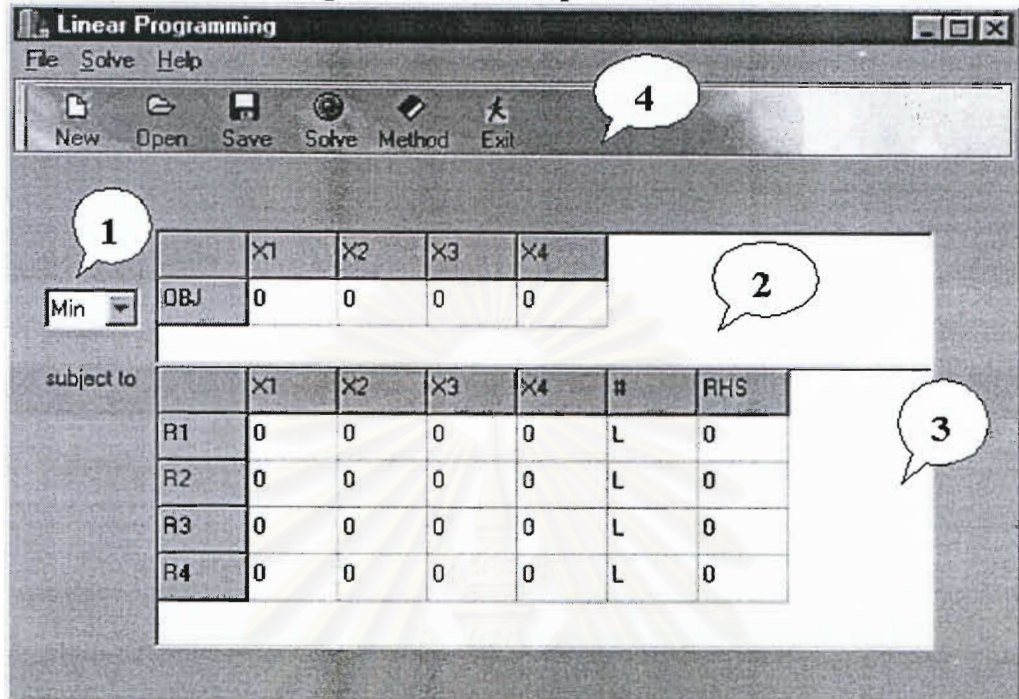 Linear Programming
File Solve Help
4
New Open Save Solve Method Exit
1
X1 X2 X3 X4
2
Min OBJ 0 0 0 0
subject to X1 X2 X3 X4 # RHS
3
R1 0 0 0 0 L 0
R2 0 0 0 0 L 0
R3 0 0 0 0 L 0
R4 0 0 0 0 L 0